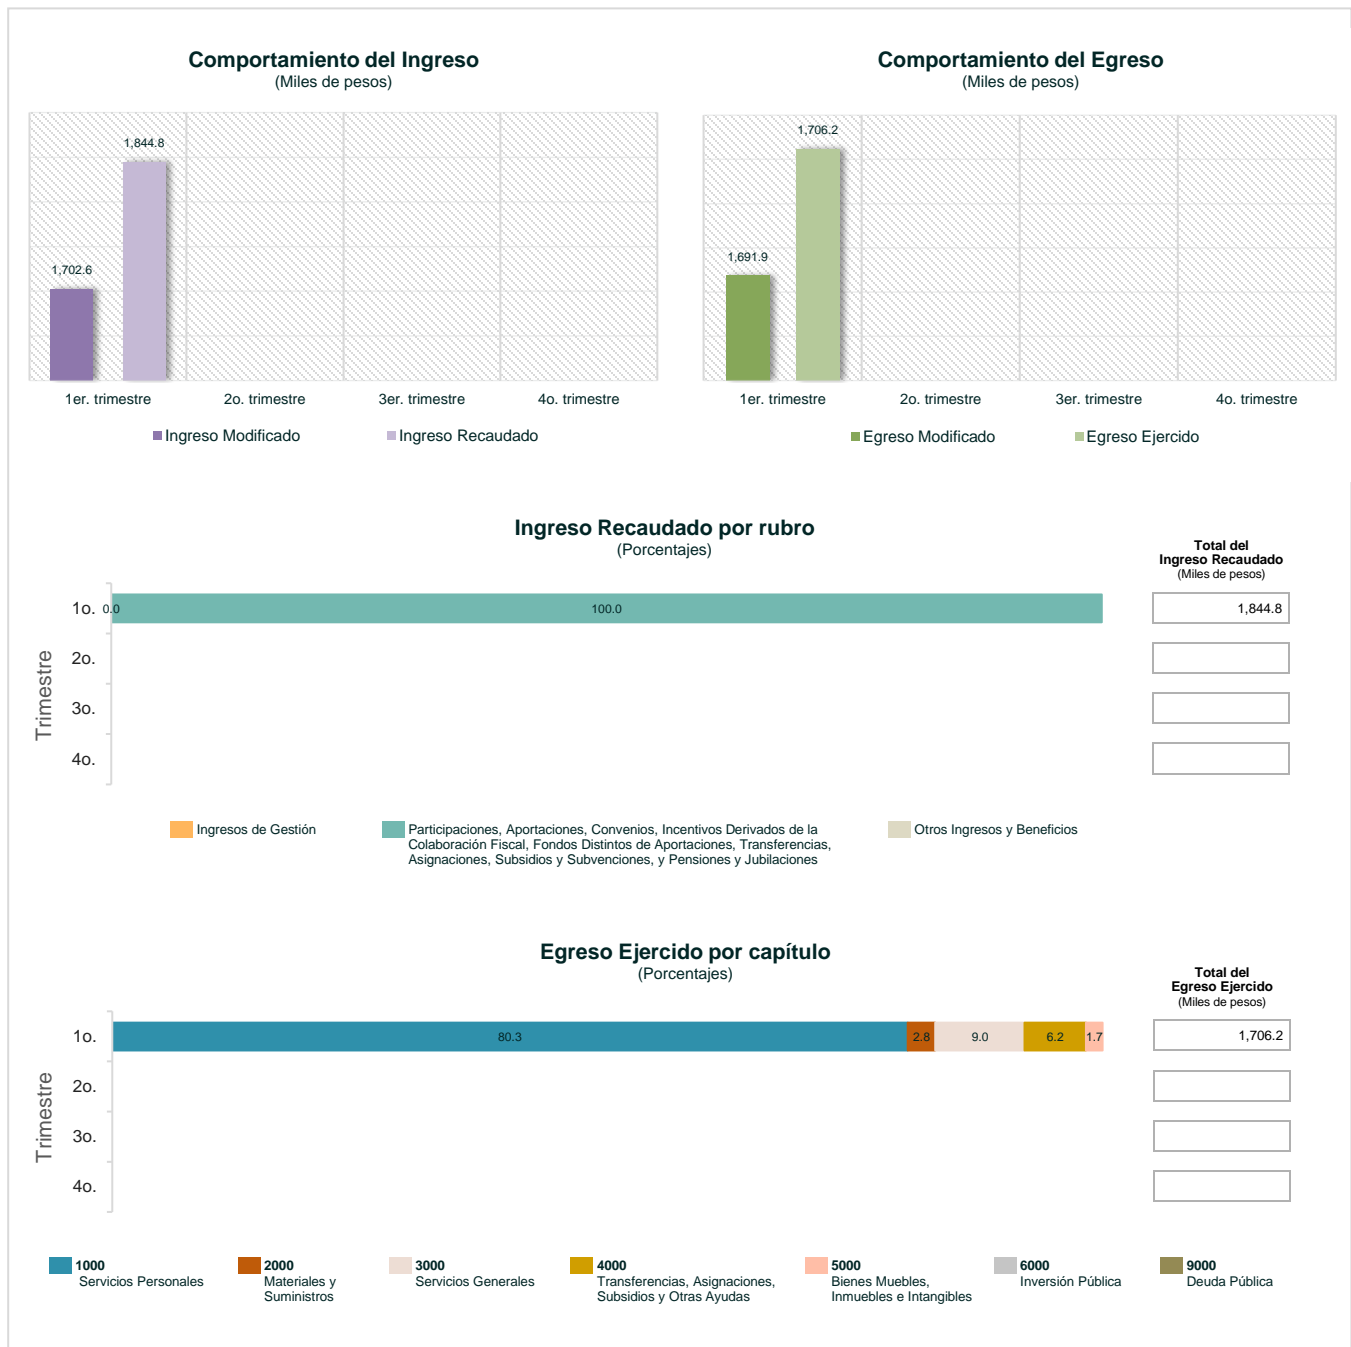 Comportamiento del Ingreso
(Miles de pesos)
1,844.8
1,702.6
1er. trimestre 2o. trimestre 3er. trimestre 4o. trimestre
Ingreso Modificado Ingreso Recaudado
Comportamiento del Egreso
(Miles de pesos)
1,706.2
1,691.9
1er. trimestre 2o. trimestre 3er. trimestre 4o. trimestre
Egreso Modificado Egreso Ejercido
Ingreso Recaudado por rubro
(Porcentajes)
Total del
Ingreso Recaudado
(Miles de pesos)
Trimestre
1o. 0.0 100.0 1,844.8
2o.
3o.
4o.
Ingresos de Gestión
Participaciones, Aportaciones, Convenios, Incentivos Derivados de la
Colaboración Fiscal, Fondos Distintos de Aportaciones, Transferencias,
Asignaciones, Subsidios y Subvenciones, y Pensiones y Jubilaciones
Otros Ingresos y Beneficios
Egreso Ejercido por capítulo
(Porcentajes)
Total del
Egreso Ejercido
(Miles de pesos)
Trimestre
1o. 80.3 2.8 9.0 6.2 1.7 1,706.2
2o.
3o.
4o.
1000
Servicios Personales
2000
Materiales y
Suministros
3000
Servicios Generales
4000
Transferencias, Asignaciones,
Subsidios y Otras Ayudas
5000
Bienes Muebles,
Inmuebles e Intangibles
6000
Inversión Pública
9000
Deuda Pública